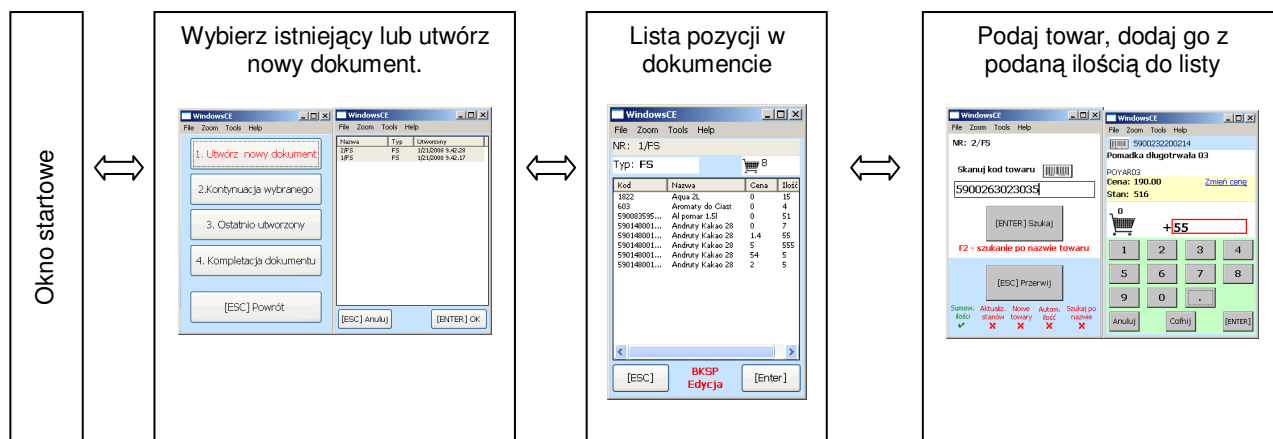 Okno startowe
Wybierz istniejący lub utwórz
nowy dokument.
WindowsCE
File Zoom Tools Help
1. Utwórz nowy dokument
2.Kontynuacja wybranego
3. Ostatnio utworzony
4. Kompletacja dokumentu
[ESC] Powrót
WindowsCE
File Zoom Tools Help
Nazwa Typ Utworzony
2/FS FS 1/21/2008 9.42.28
1/FS FS 1/21/2008 9.42.17
[ESC] Anuluj [ENTER] OK
Lista pozycji w
dokumencie
WindowsCE
File Zoom Tools Help
NR: 1/FS
Typ: FS 8
Kod Nazwa Cena Ilość
1822 Aqua 2L 0 15
603 Aromaty do Ciast 0 4
590083595... Al pomar 1.5l 0 51
590148001... Andruty Kakao 28 0 7
590148001... Andruty Kakao 28 1.4 55
590148001... Andruty Kakao 28 5 555
590148001... Andruty Kakao 28 54 5
590148001... Andruty Kakao 28 2 5
[ESC] BKSP [Enter]
Edycja
Podaj towar, dodaj go z
podaną ilością do listy
WindowsCE
File Zoom Tools Help
NR: 2/FS
Skanuj kod towaru
5900263023035
[ENTER] Szukaj
F2 - szukanie po nazwie towaru
[ESC] Przerwij
Sumow. Aktualiz. Nowe Autom. Szukaj po
ilości stanów towary ilość nazwie
WindowsCE
File Zoom Tools Help
5900232200214
Pomadka długotrwała 03
POYAR03
Cena: 190.00 Zmień cenę
Stan: 516
0
+55
1 2 3 4
5 6 7 8
9 0 .
Anuluj Cofnij [ENTER]